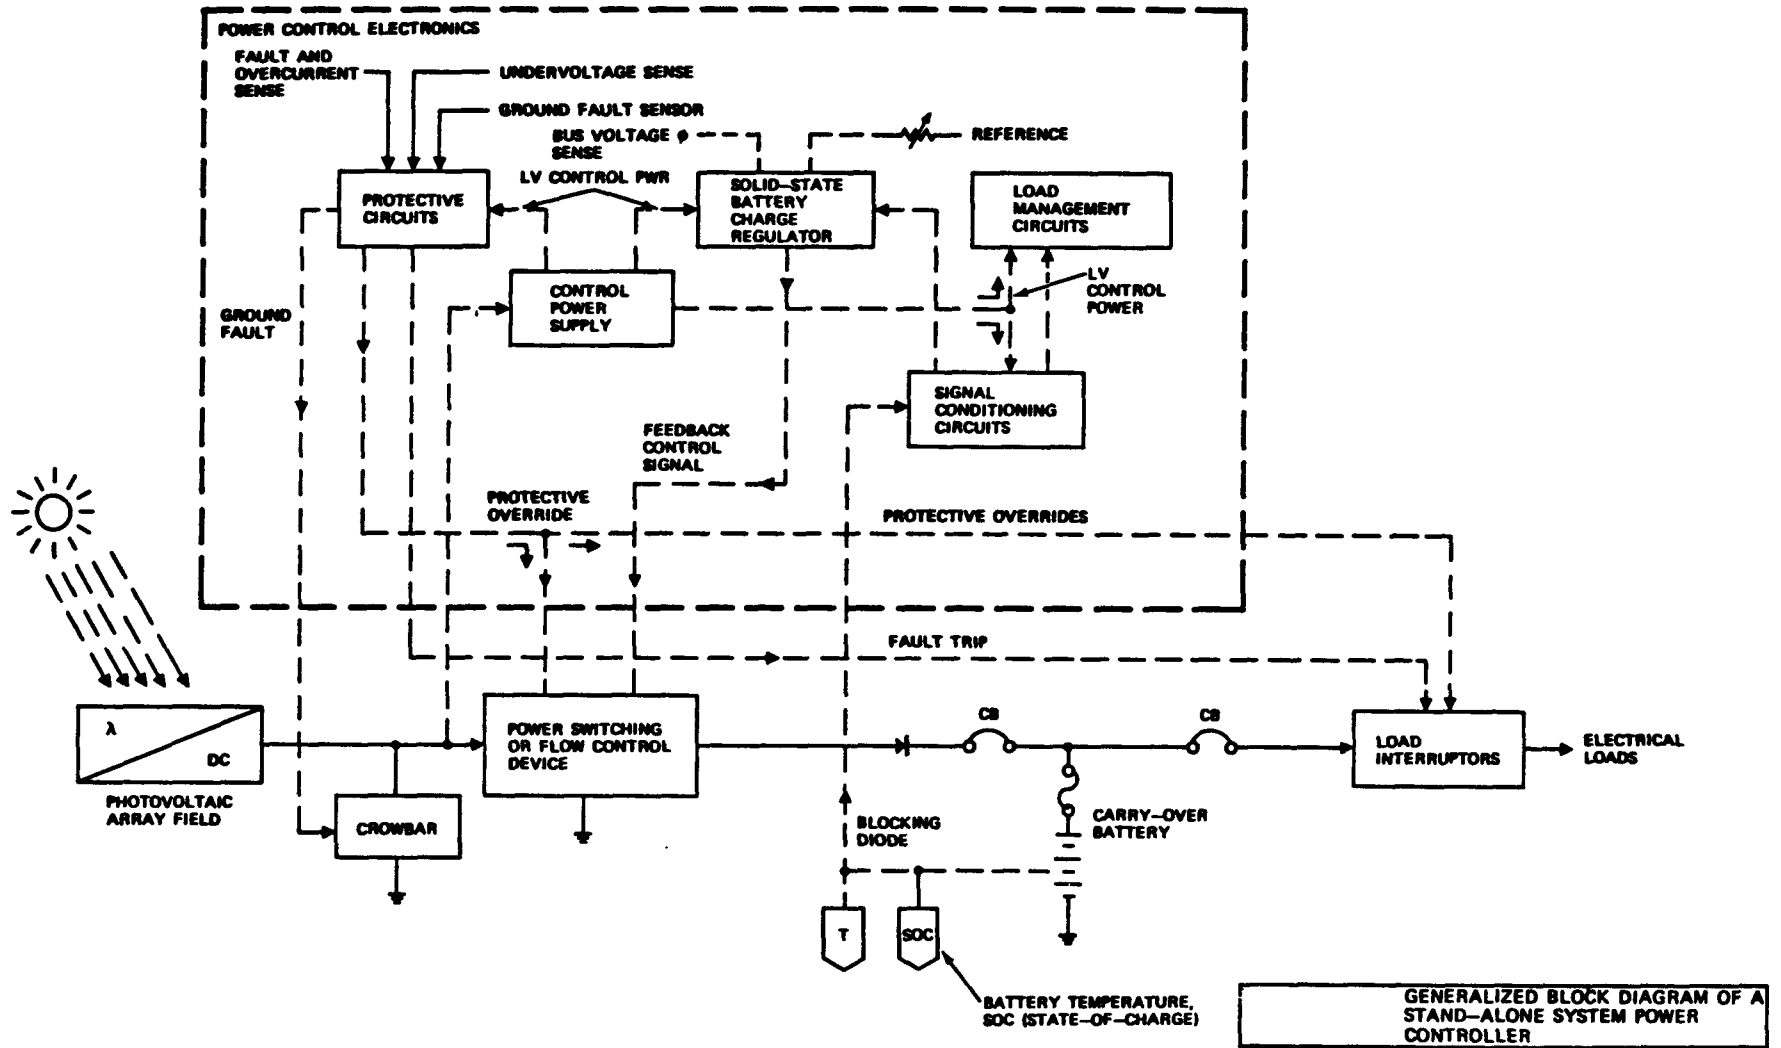 POWER CONTROL ELECTRONICS
FAULT AND
OVERCURRENT
SENSE
UNDERVOLTAGE SENSE
GROUND FAULT SENSOR
BUS VOLTAGE
SENSE
REFERENCE
LV CONTROL PWR
PROTECTIVE
CIRCUITS
SOLID-STATE
BATTERY
CHARGE
REGULATOR
LOAD
MANAGEMENT
CIRCUITS
CONTROL
POWER
SUPPLY
LV
CONTROL
POWER
GROUND
FAULT
SIGNAL
CONDITIONING
CIRCUITS
FEEDBACK
CONTROL
SIGNAL
PROTECTIVE
OVERRIDE
PROTECTIVE OVERRIDES
FAULT TRIP
λ
DC
PHOTOVOLTAIC
ARRAY FIELD
CROWBAR
POWER SWITCHING
OR FLOW CONTROL
DEVICE
CB
CB
LOAD
INTERRUPTORS
ELECTRICAL
LOADS
BLOCKING
DIODE
CARRY-OVER
BATTERY
T
SOC
BATTERY TEMPERATURE,
SOC (STATE-OF-CHARGE)
GENERALIZED BLOCK DIAGRAM OF A
STAND-ALONE SYSTEM POWER
CONTROLLER